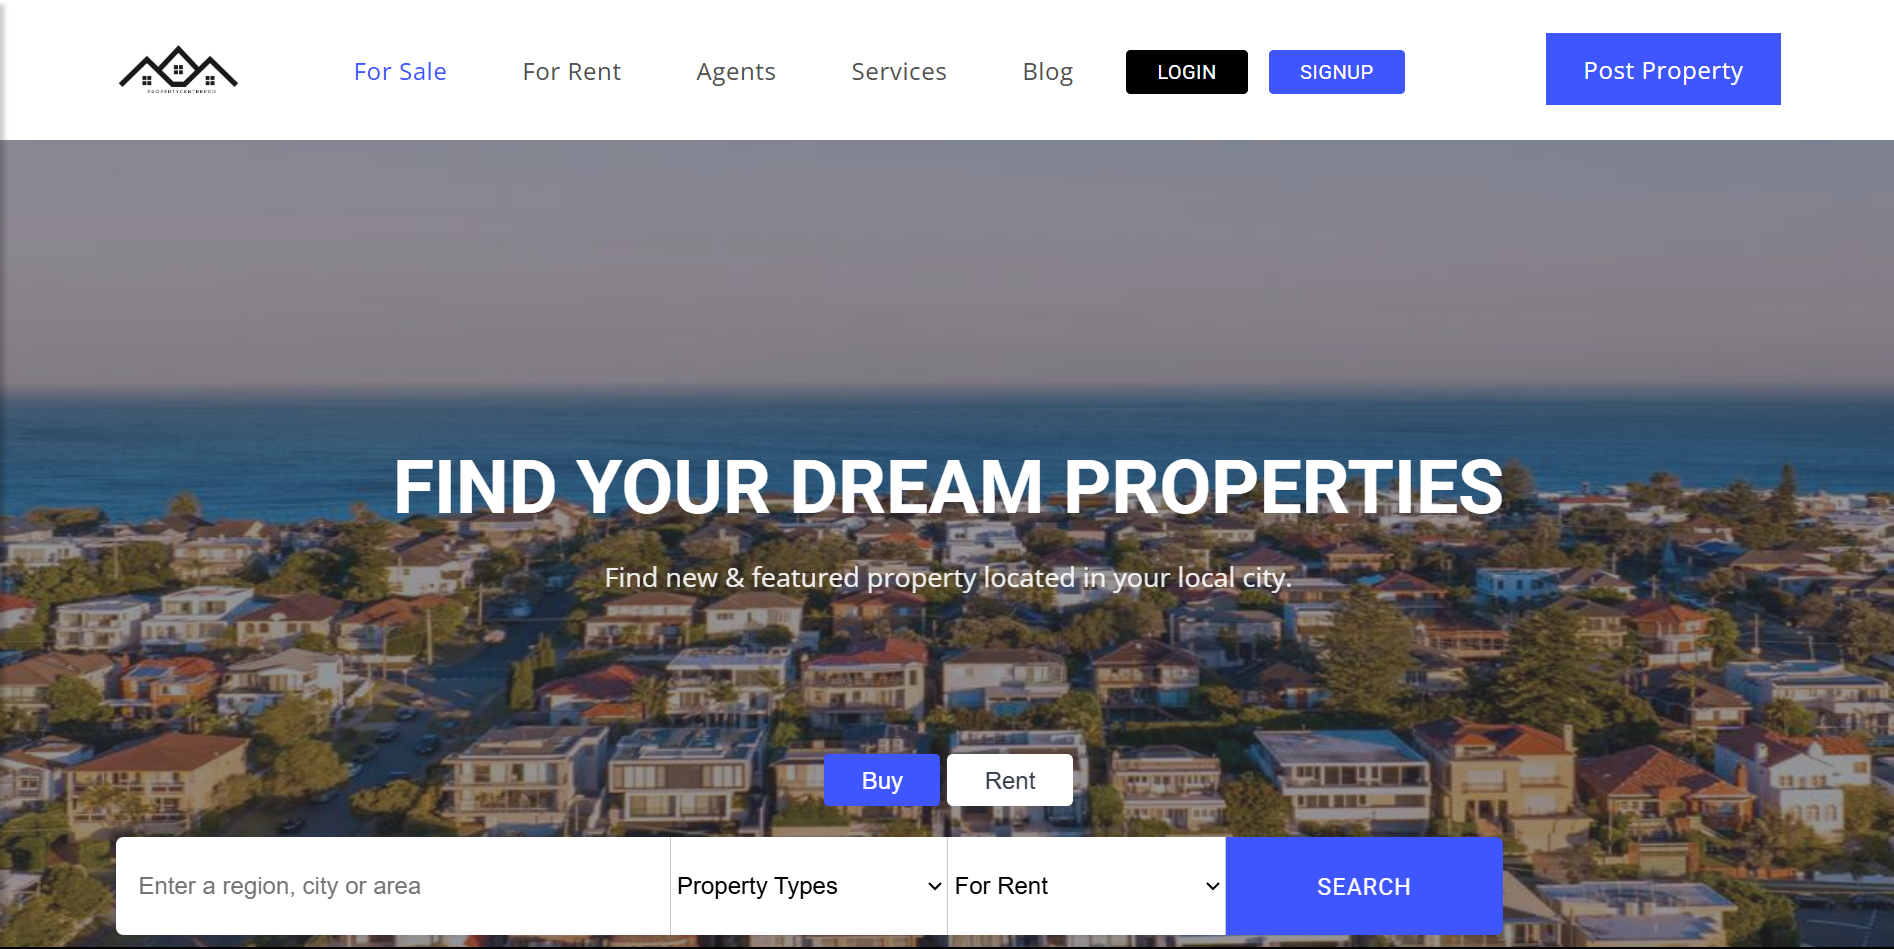 PROPERTYCENTREPRO
For Sale
For Rent
Agents
Services
Blog
LOGIN
SIGNUP
Post Property
FIND YOUR DREAM PROPERTIES
Find new & featured property located in your local city.
Buy
Rent
Enter a region, city or area
Property Types
For Rent
SEARCH